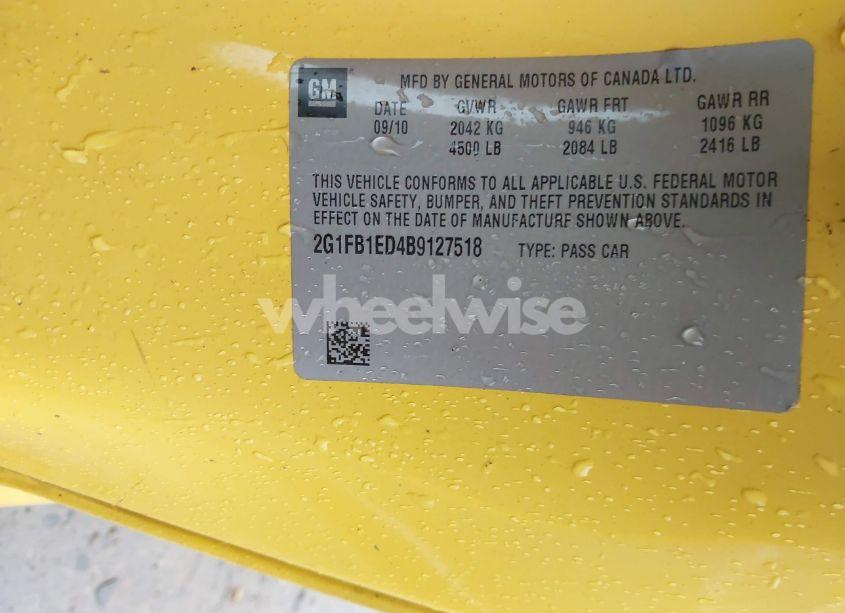 GM
MFD BY GENERAL MOTORS OF CANADA LTD.
DATE GVWR GAWR FRT GAWR RR
09/10 2042 KG 946 KG 1096 KG
4500 LB 2084 LB 2416 LB
THIS VEHICLE CONFORMS TO ALL APPLICABLE U.S. FEDERAL MOTOR
VEHICLE SAFETY, BUMPER, AND THEFT PREVENTION STANDARDS IN
EFFECT ON THE DATE OF MANUFACTURE SHOWN ABOVE.
2G1FB1ED4B9127518 TYPE: PASS CAR
wheelwise